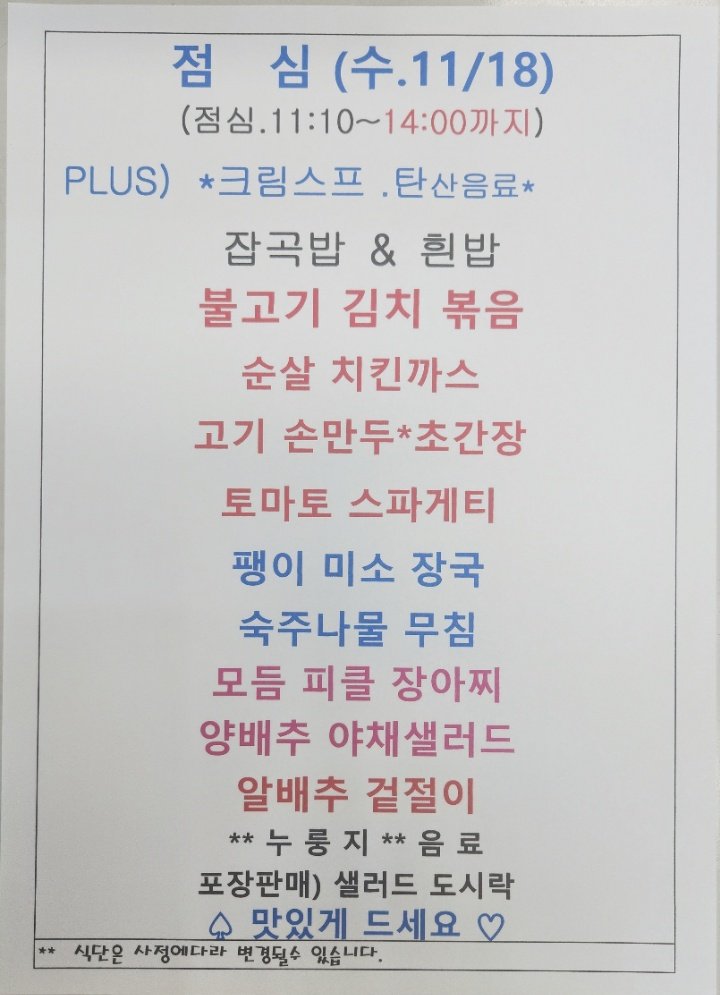 점 심 (수.11/18)
(점심.11:10~14:00까지)
PLUS) *크림스프 .탄산음료*
잡곡밥 & 흰밥
불고기 김치 볶음
순살 치킨까스
고기 손만두*초간장
토마토 스파게티
팽이 미소 장국
숙주나물 무침
모듬 피클 장아찌
양배추 야채샐러드
알배추 겉절이
** 누 룽 지 ** 음 료
포장판매) 샐러드 도시락
♤ 맛있게 드세요 ♡
** 식단은 사정에다라 변경될수 있습니다.